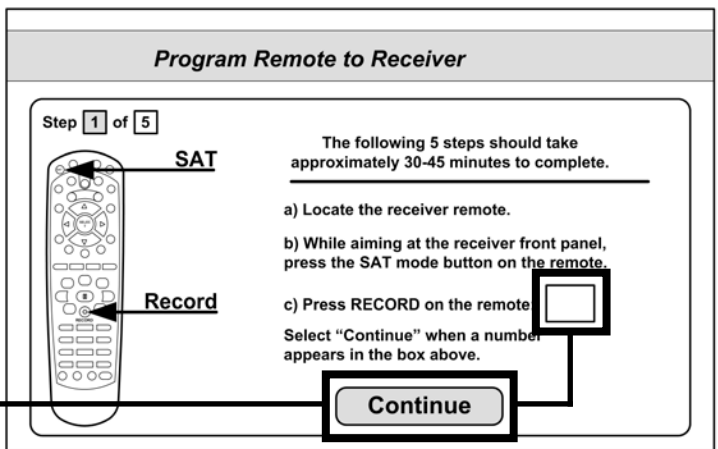 Program Remote to Receiver
Step 1 of 5
SAT
Record
RECORD
The following 5 steps should take
approximately 30-45 minutes to complete.
a) Locate the receiver remote.
b) While aiming at the receiver front panel,
press the SAT mode button on the remote.
c) Press RECORD on the remote.
Select “Continue” when a number
appears in the box above.
Continue